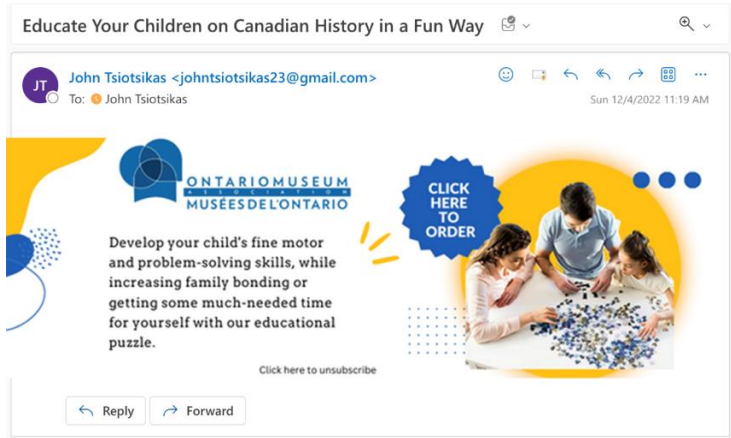 Educate Your Children on Canadian History in a Fun Way
JT
John Tsiotsikas <johntsiotsikas23@gmail.com>
To: John Tsiotsikas
Sun 12/4/2022 11:19 AM
ONTARIOMUSEUM
ASSOCIATION
MUSÉESDEL'ONTARIO
CLICK
HERE
TO
ORDER
Develop your child's fine motor
and problem-solving skills, while
increasing family bonding or
getting some much-needed time
for yourself with our educational
puzzle.
Click here to unsubscribe
Reply
Forward